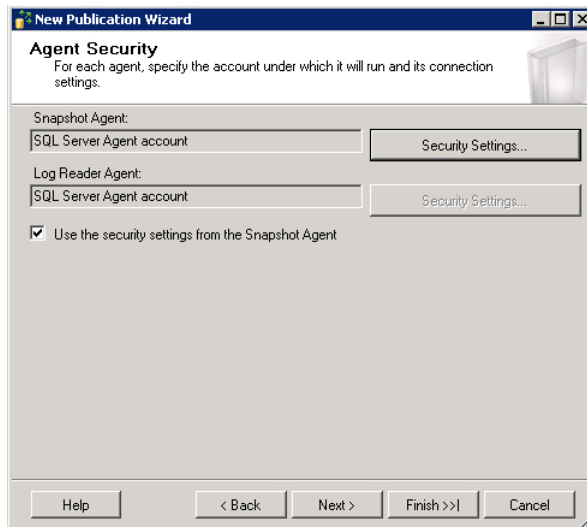 New Publication Wizard
Agent Security
For each agent, specify the account under which it will run and its connection
settings.
Snapshot Agent:
SQL Server Agent account
Security Settings...
Log Reader Agent:
SQL Server Agent account
Security Settings...
Use the security settings from the Snapshot Agent
Help
< Back
Next >
Finish >>|
Cancel